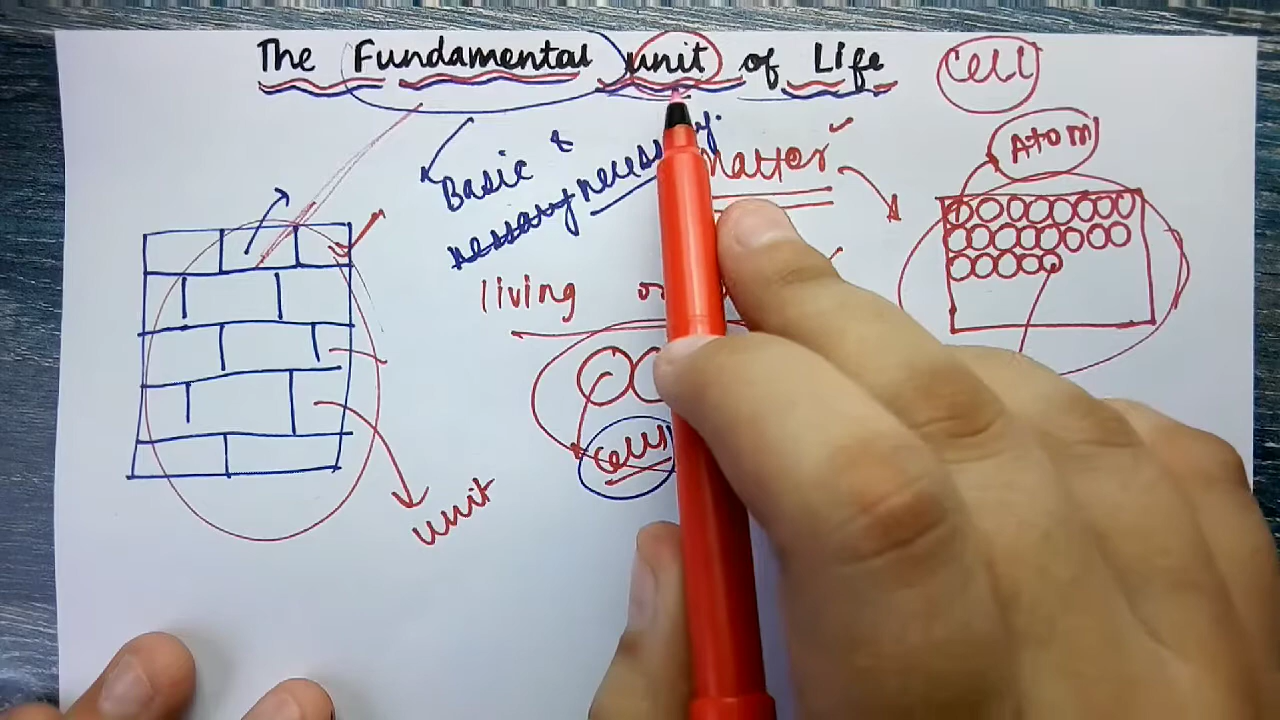 The Fundamental unit of Life cell
Atom
Basic &
necessary
Matter
living
cell
unit